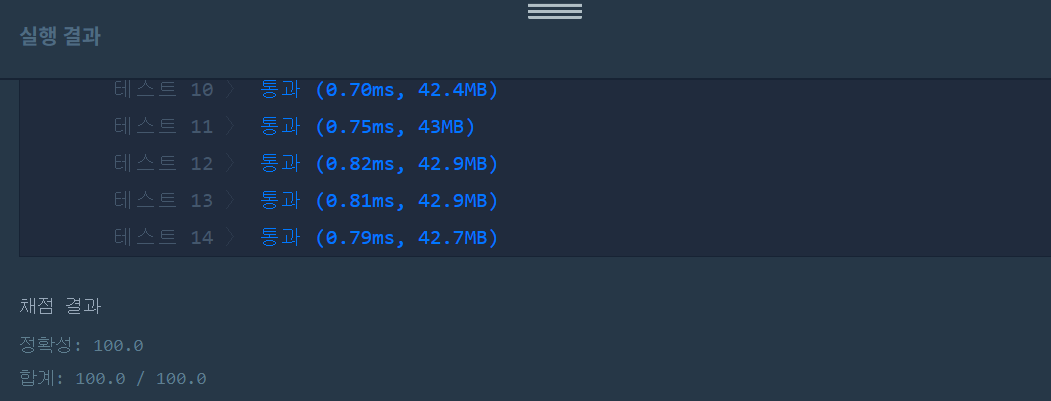 실행 결과
테스트 10 〉 통과 (0.70ms, 42.4MB)
테스트 11 〉 통과 (0.75ms, 43MB)
테스트 12 〉 통과 (0.82ms, 42.9MB)
테스트 13 〉 통과 (0.81ms, 42.9MB)
테스트 14 〉 통과 (0.79ms, 42.7MB)
채점 결과
정확성: 100.0
합계: 100.0 / 100.0